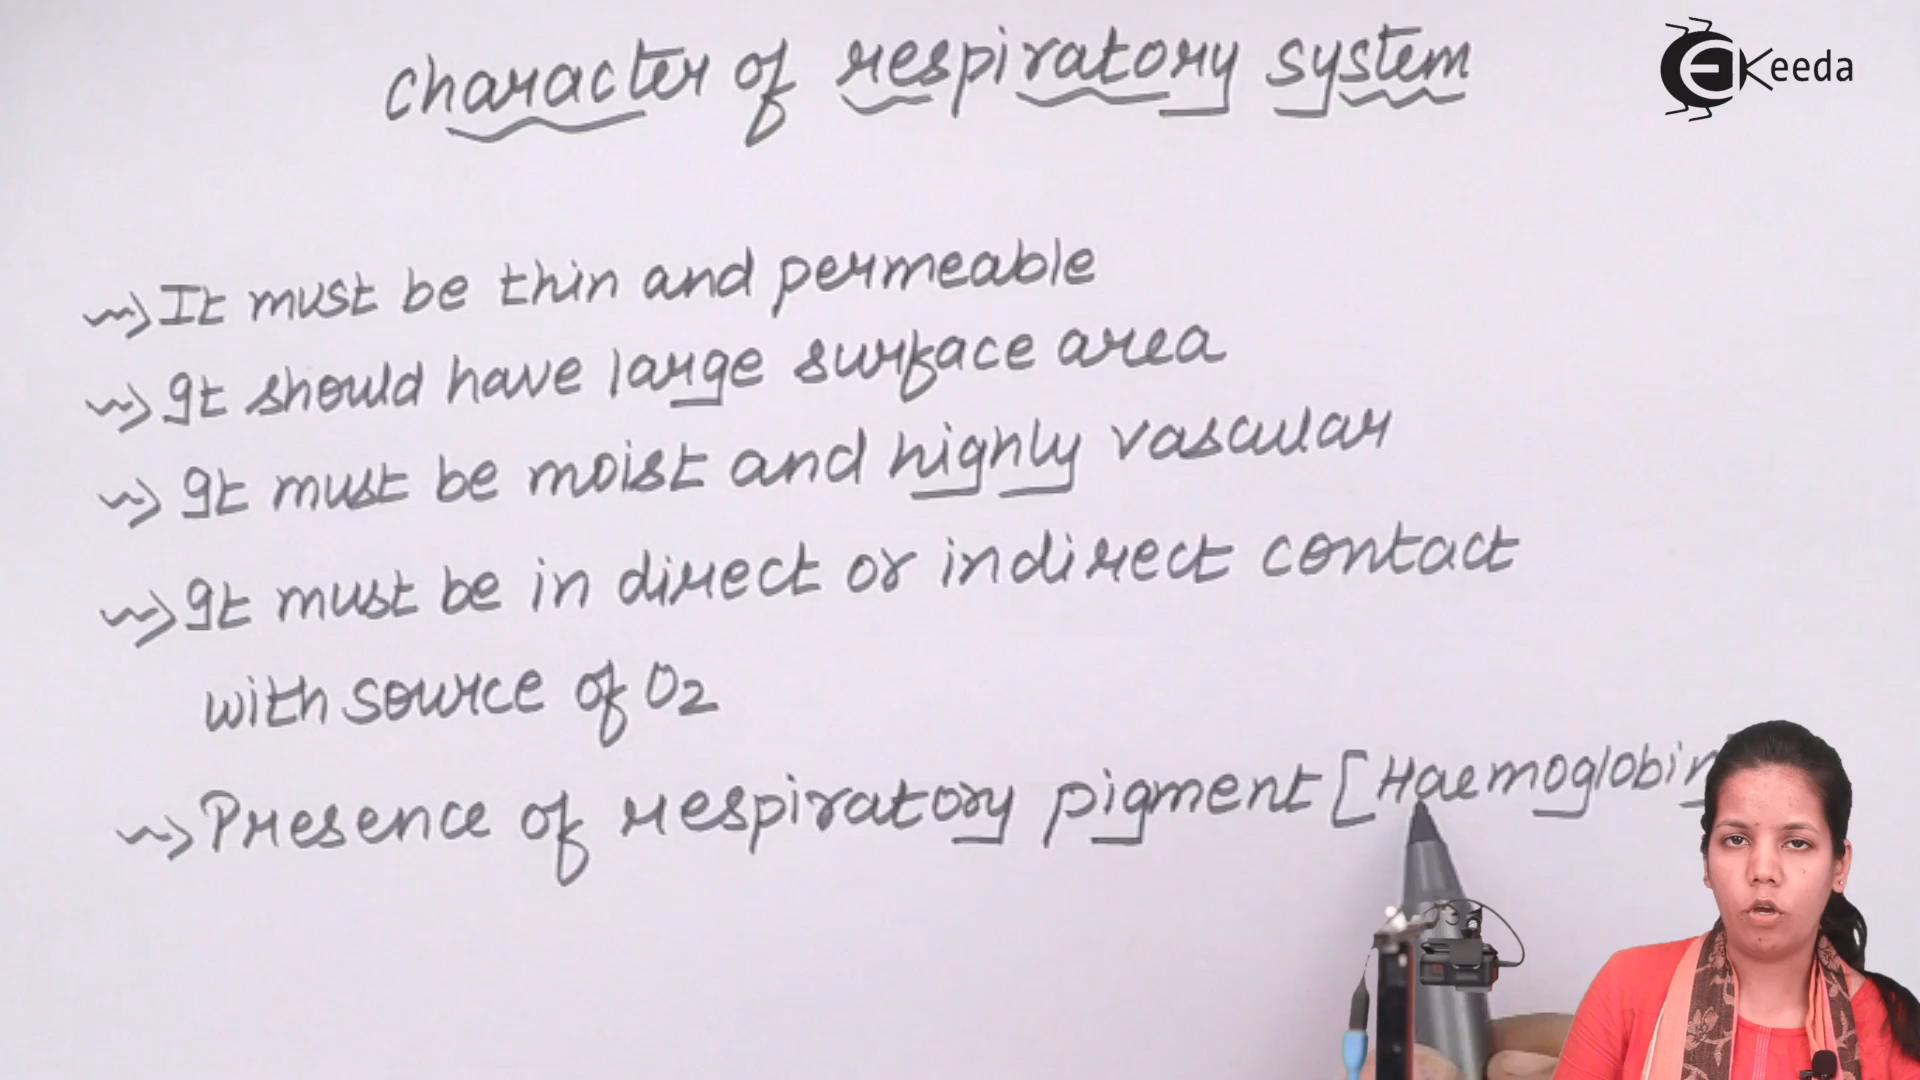 Character of respiratory system
EKeeda
It must be thin and permeable
It should have large surface area
It must be moist and highly vascular
It must be in direct or indirect contact
with source of O2
Presence of respiratory pigment [Haemoglobin